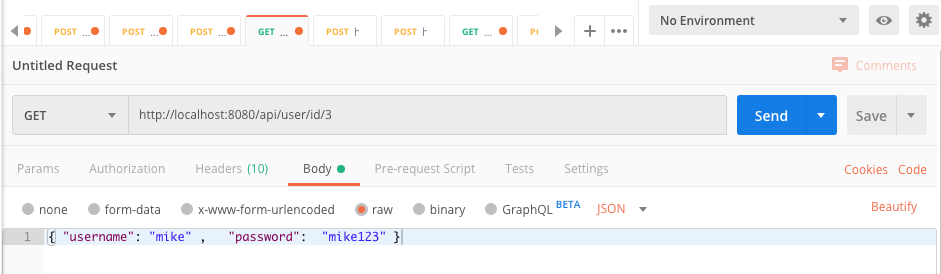 POST ... POST ... POST ... GET ... POST POST GET ... No Environment
Untitled Request Comments
GET http://localhost:8080/api/user/id/3 Send Save
Params Authorization Headers (10) Body Pre-request Script Tests Settings Cookies Code
none form-data x-www-form-urlencoded raw binary GraphQL BETA JSON Beautify
1 { "username": "mike" , "password": "mike123" }